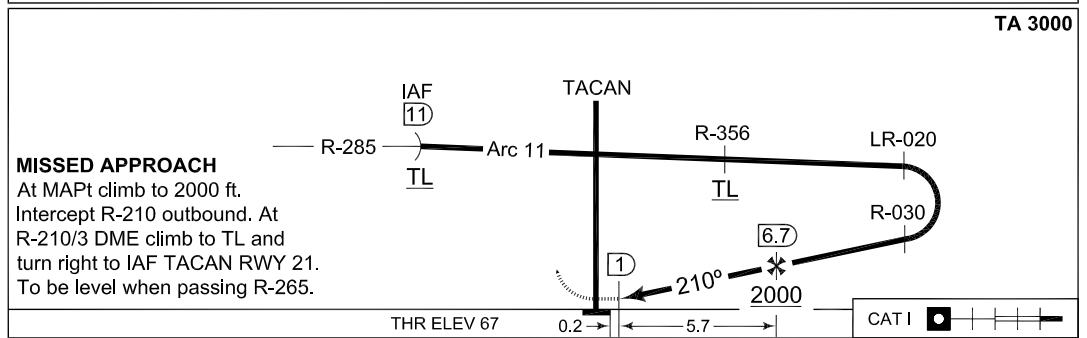 TA 3000
IAF
11
TACAN
R-285
Arc 11
R-356
LR-020
TL
TL
R-030
MISSED APPROACH
At MAPt climb to 2000 ft.
Intercept R-210 outbound. At
R-210/3 DME climb to TL and
turn right to IAF TACAN RWY 21.
To be level when passing R-265.
6.7
1
210º
2000
THR ELEV 67
0.2
5.7
CAT I